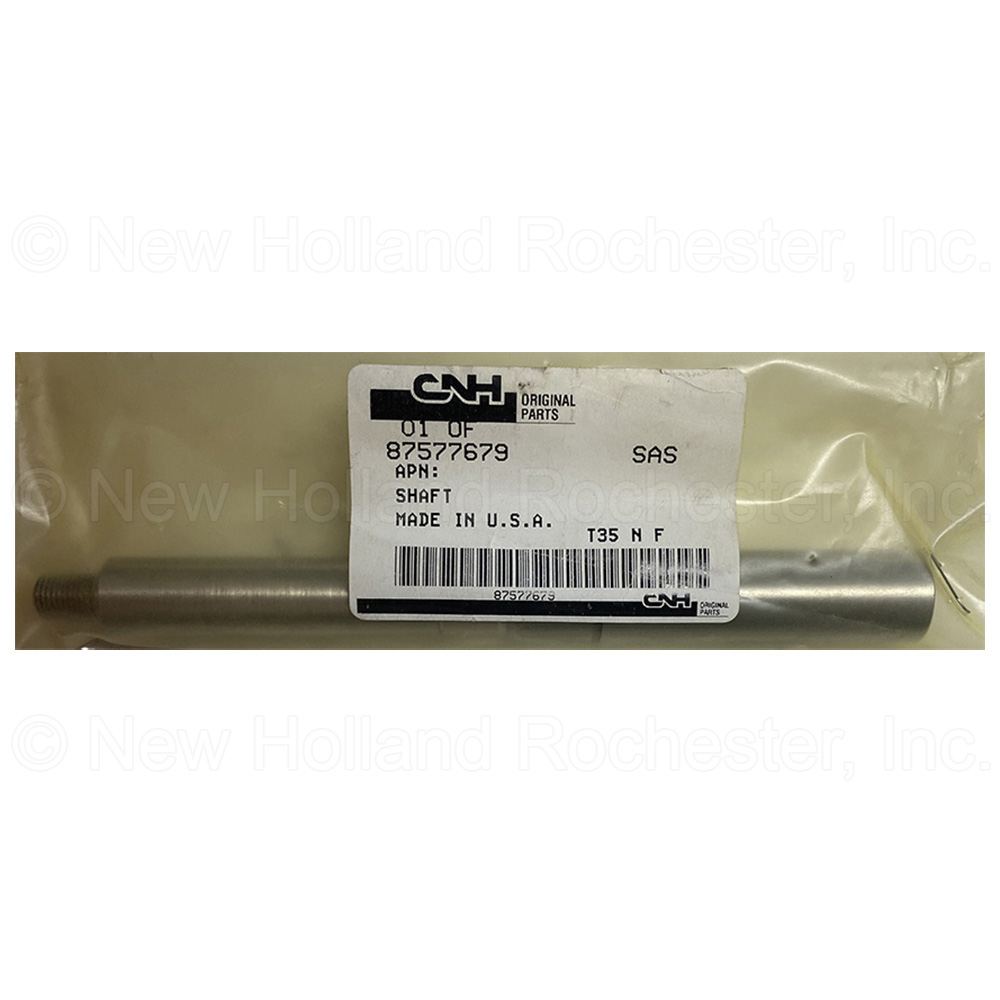 © New Holland Rochester, Inc.
CNH ORIGINAL PARTS
01 OF
87577679 SAS
APN:
SHAFT
© New Holland Rochester, Inc.
MADE IN U.S.A.
T35 N F
87577679
CNH ORIGINAL PARTS
© New Holland Rochester, Inc.